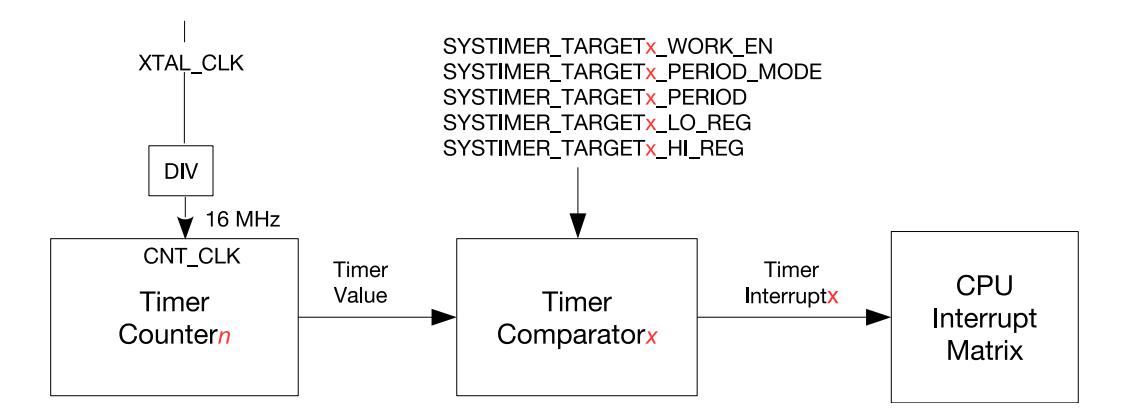 XTAL_CLK
DIV
16 MHz
CNT_CLK
Timer
Countern
Timer
Value
SYSTIMER_TARGETx_WORK_EN
SYSTIMER_TARGETx_PERIOD_MODE
SYSTIMER_TARGETx_PERIOD
SYSTIMER_TARGETx_LO_REG
SYSTIMER_TARGETx_HI_REG
Timer
Comparatorx
Timer
Interruptx
CPU
Interrupt
Matrix